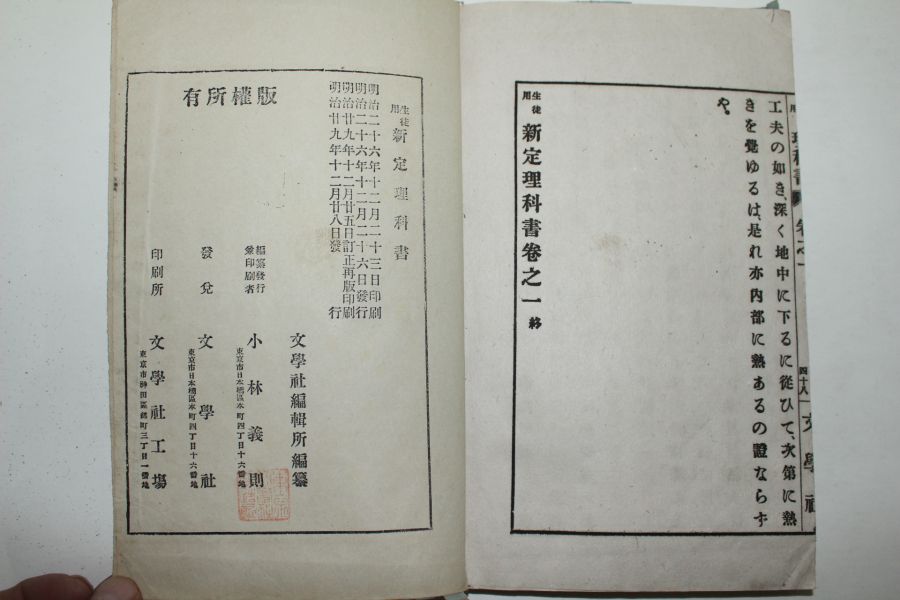 工夫の如き、深く地中に下るに從ひて、次第に熱
きを覺ゆるは、是れ亦內部に熱あるの證ならず
や。
生徒用 新定理科書卷之一 終
四十八 文學社
生徒用 新定理科書
明治二十六年十二月二十三日印刷
明治二十六年十二月二十六日發行
明治廿九年十二月廿五日訂正再版印刷
明治廿九年十二月廿八日發行
版權所有
文學社編輯所編纂
編纂發行兼印刷者 小林義則
東京市日本橋區本町四丁目十六番地
發兌 文學社
東京市日本橋區本町四丁目十六番地
印刷所 文學社工場
東京市神田區錦町三丁目一番地